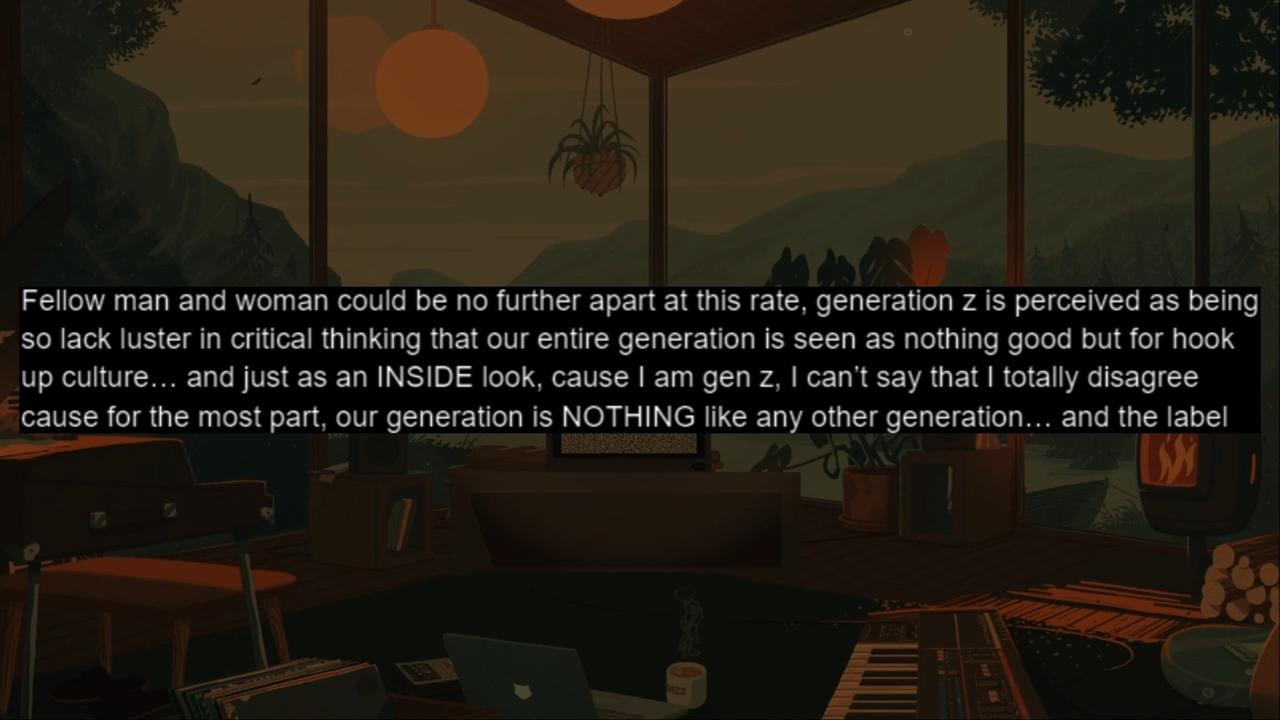 Fellow man and woman could be no further apart at this rate, generation z is perceived as being
so lack luster in critical thinking that our entire generation is seen as nothing good but for hook
up culture… and just as an INSIDE look, cause I am gen z, I can’t say that I totally disagree
cause for the most part, our generation is NOTHING like any other generation… and the label
JAZZ